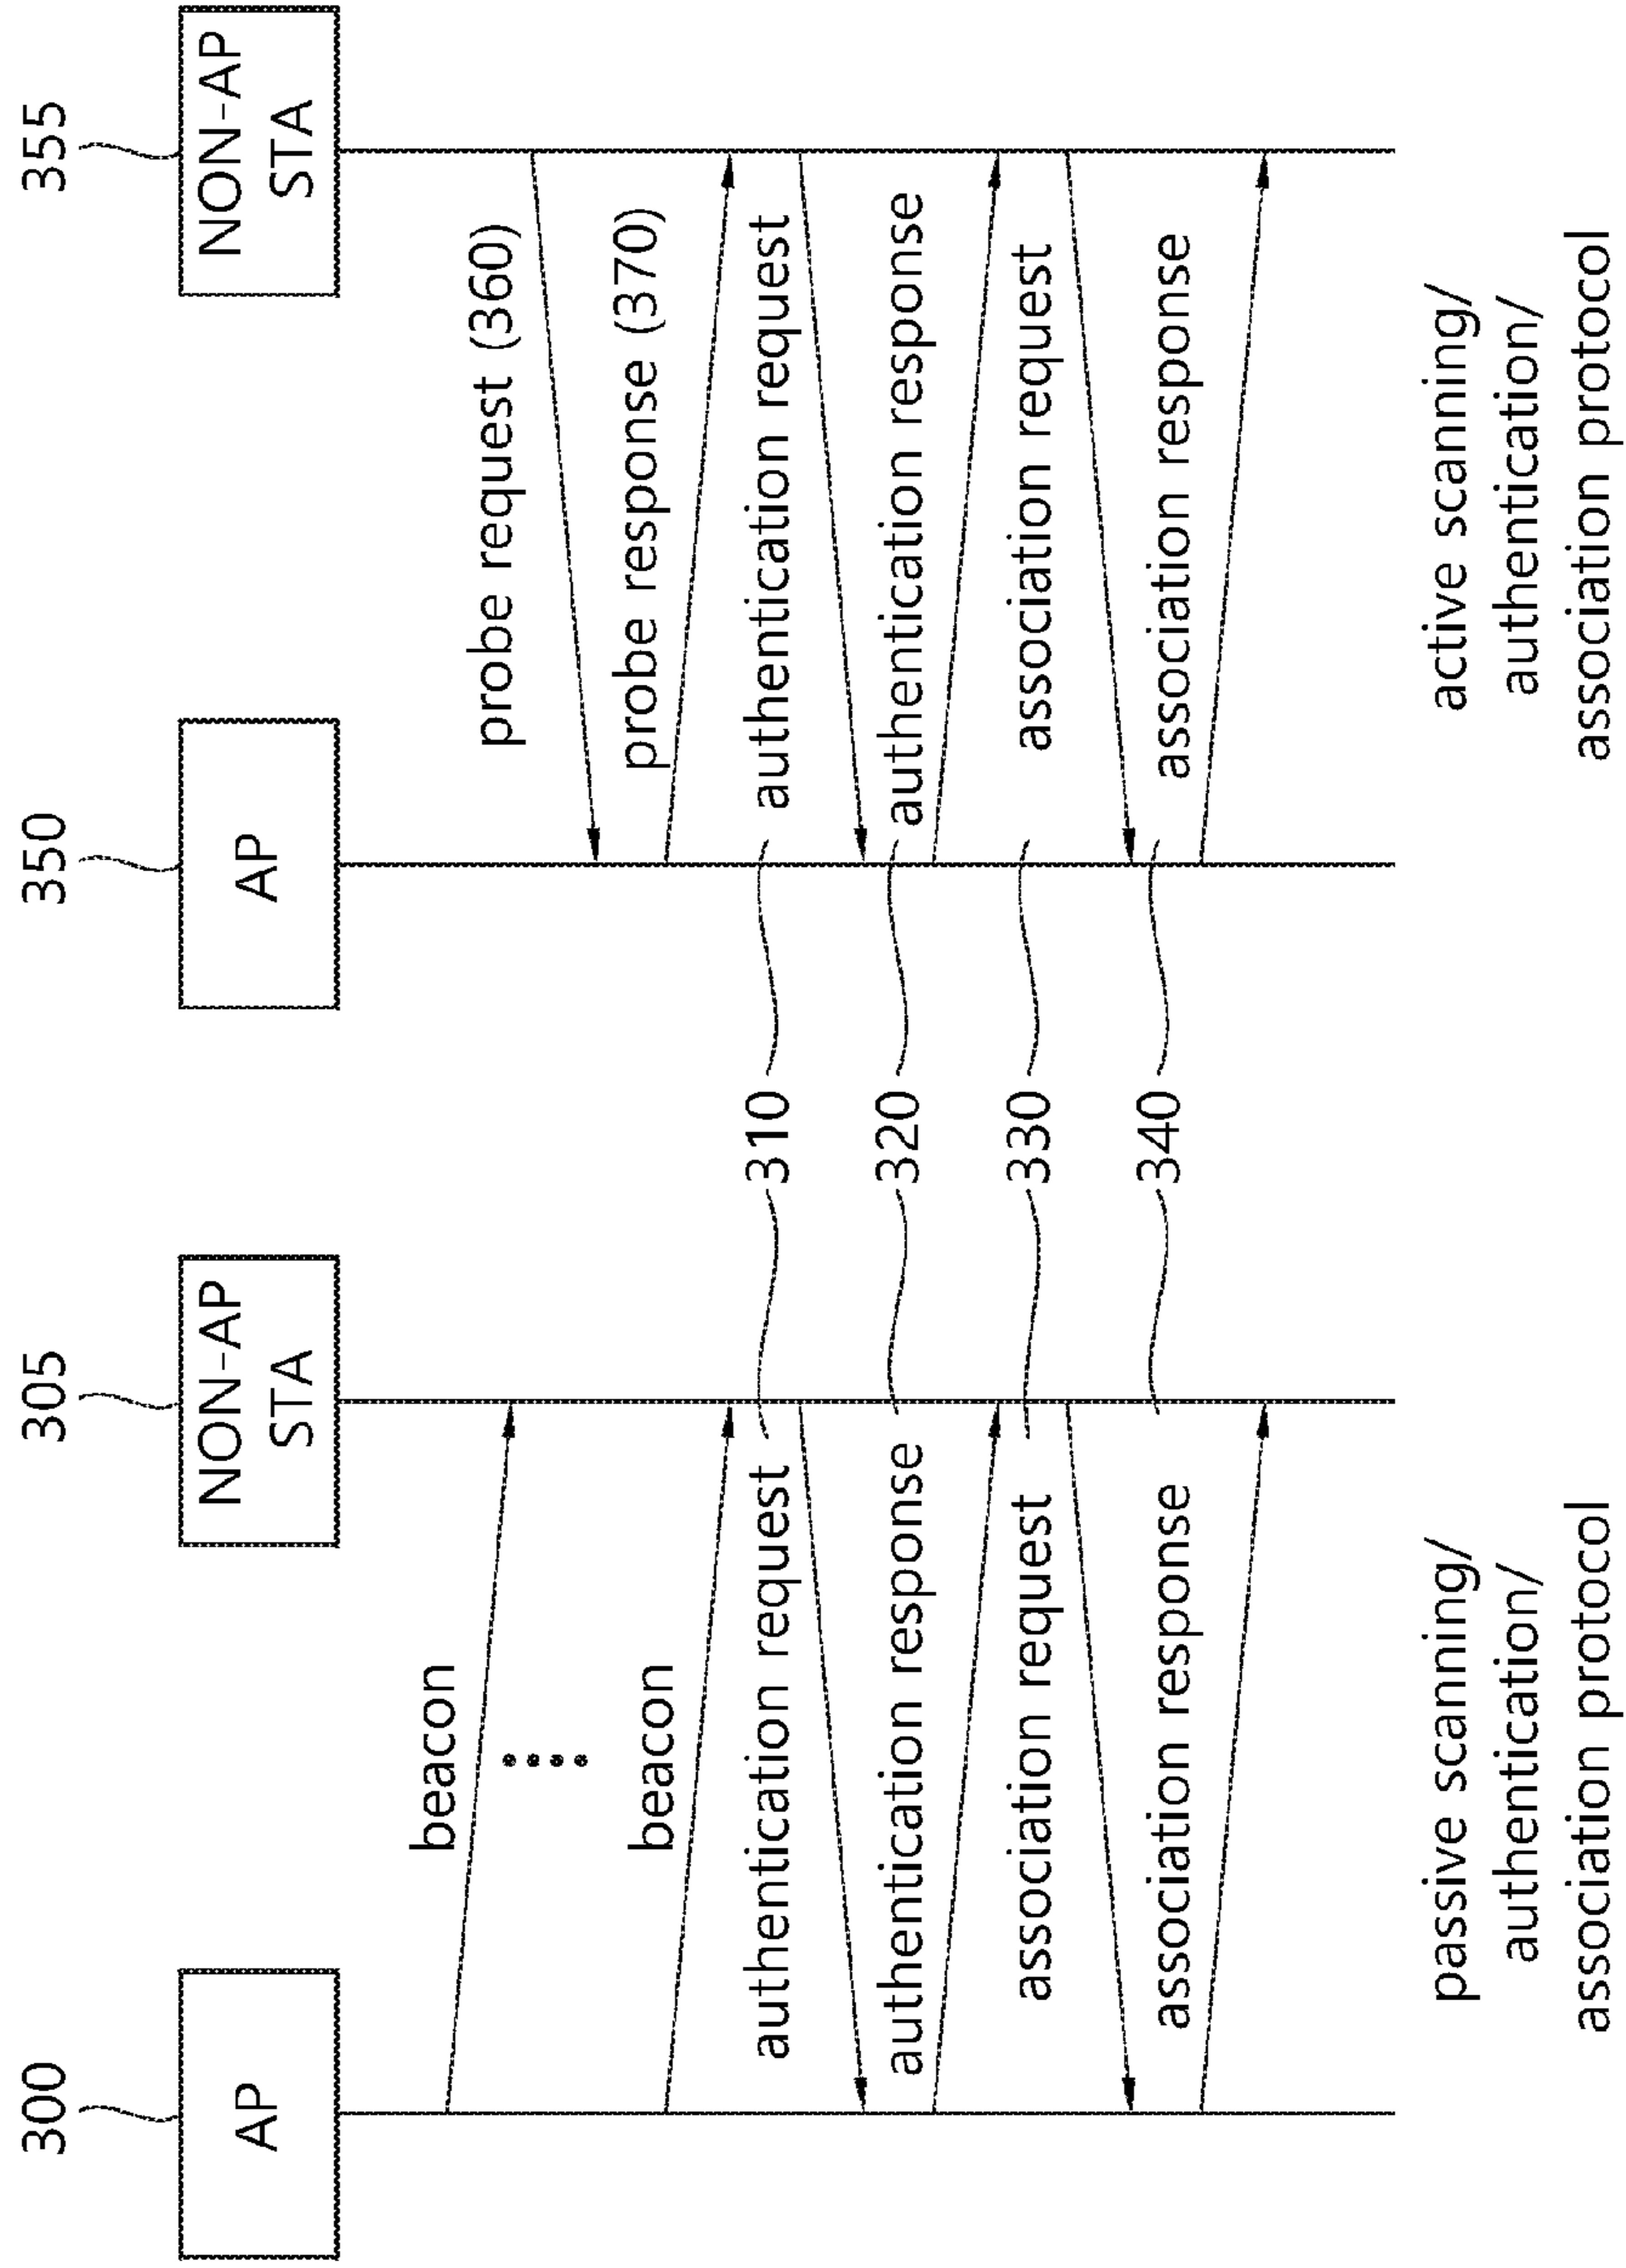 300
305
350
355
AP
NON-AP
STA
AP
NON-AP
STA
beacon
beacon
authentication request
authentication response
association request
association response
310
320
330
340
probe request (360)
probe response (370)
authentication request
authentication response
association request
association response
passive scanning/
authentication/
association protocol
active scanning/
authentication/
association protocol